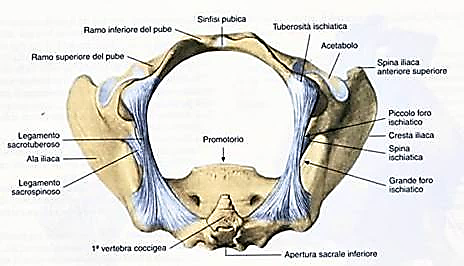 Sinfisi pubica
Ramo inferiore del pube
Tuberosità ischiatica
Ramo superiore del pube
Acetabolo
Spina iliaca
anteriore superiore
Piccolo foro
ischiatico
Legamento
sacrotuberoso
Promotorio
Cresta iliaca
Ala iliaca
Spina
ischiatica
Legamento
sacrospinoso
Grande foro
ischiatico
1ª vertebra coccigea
Apertura sacrale inferiore